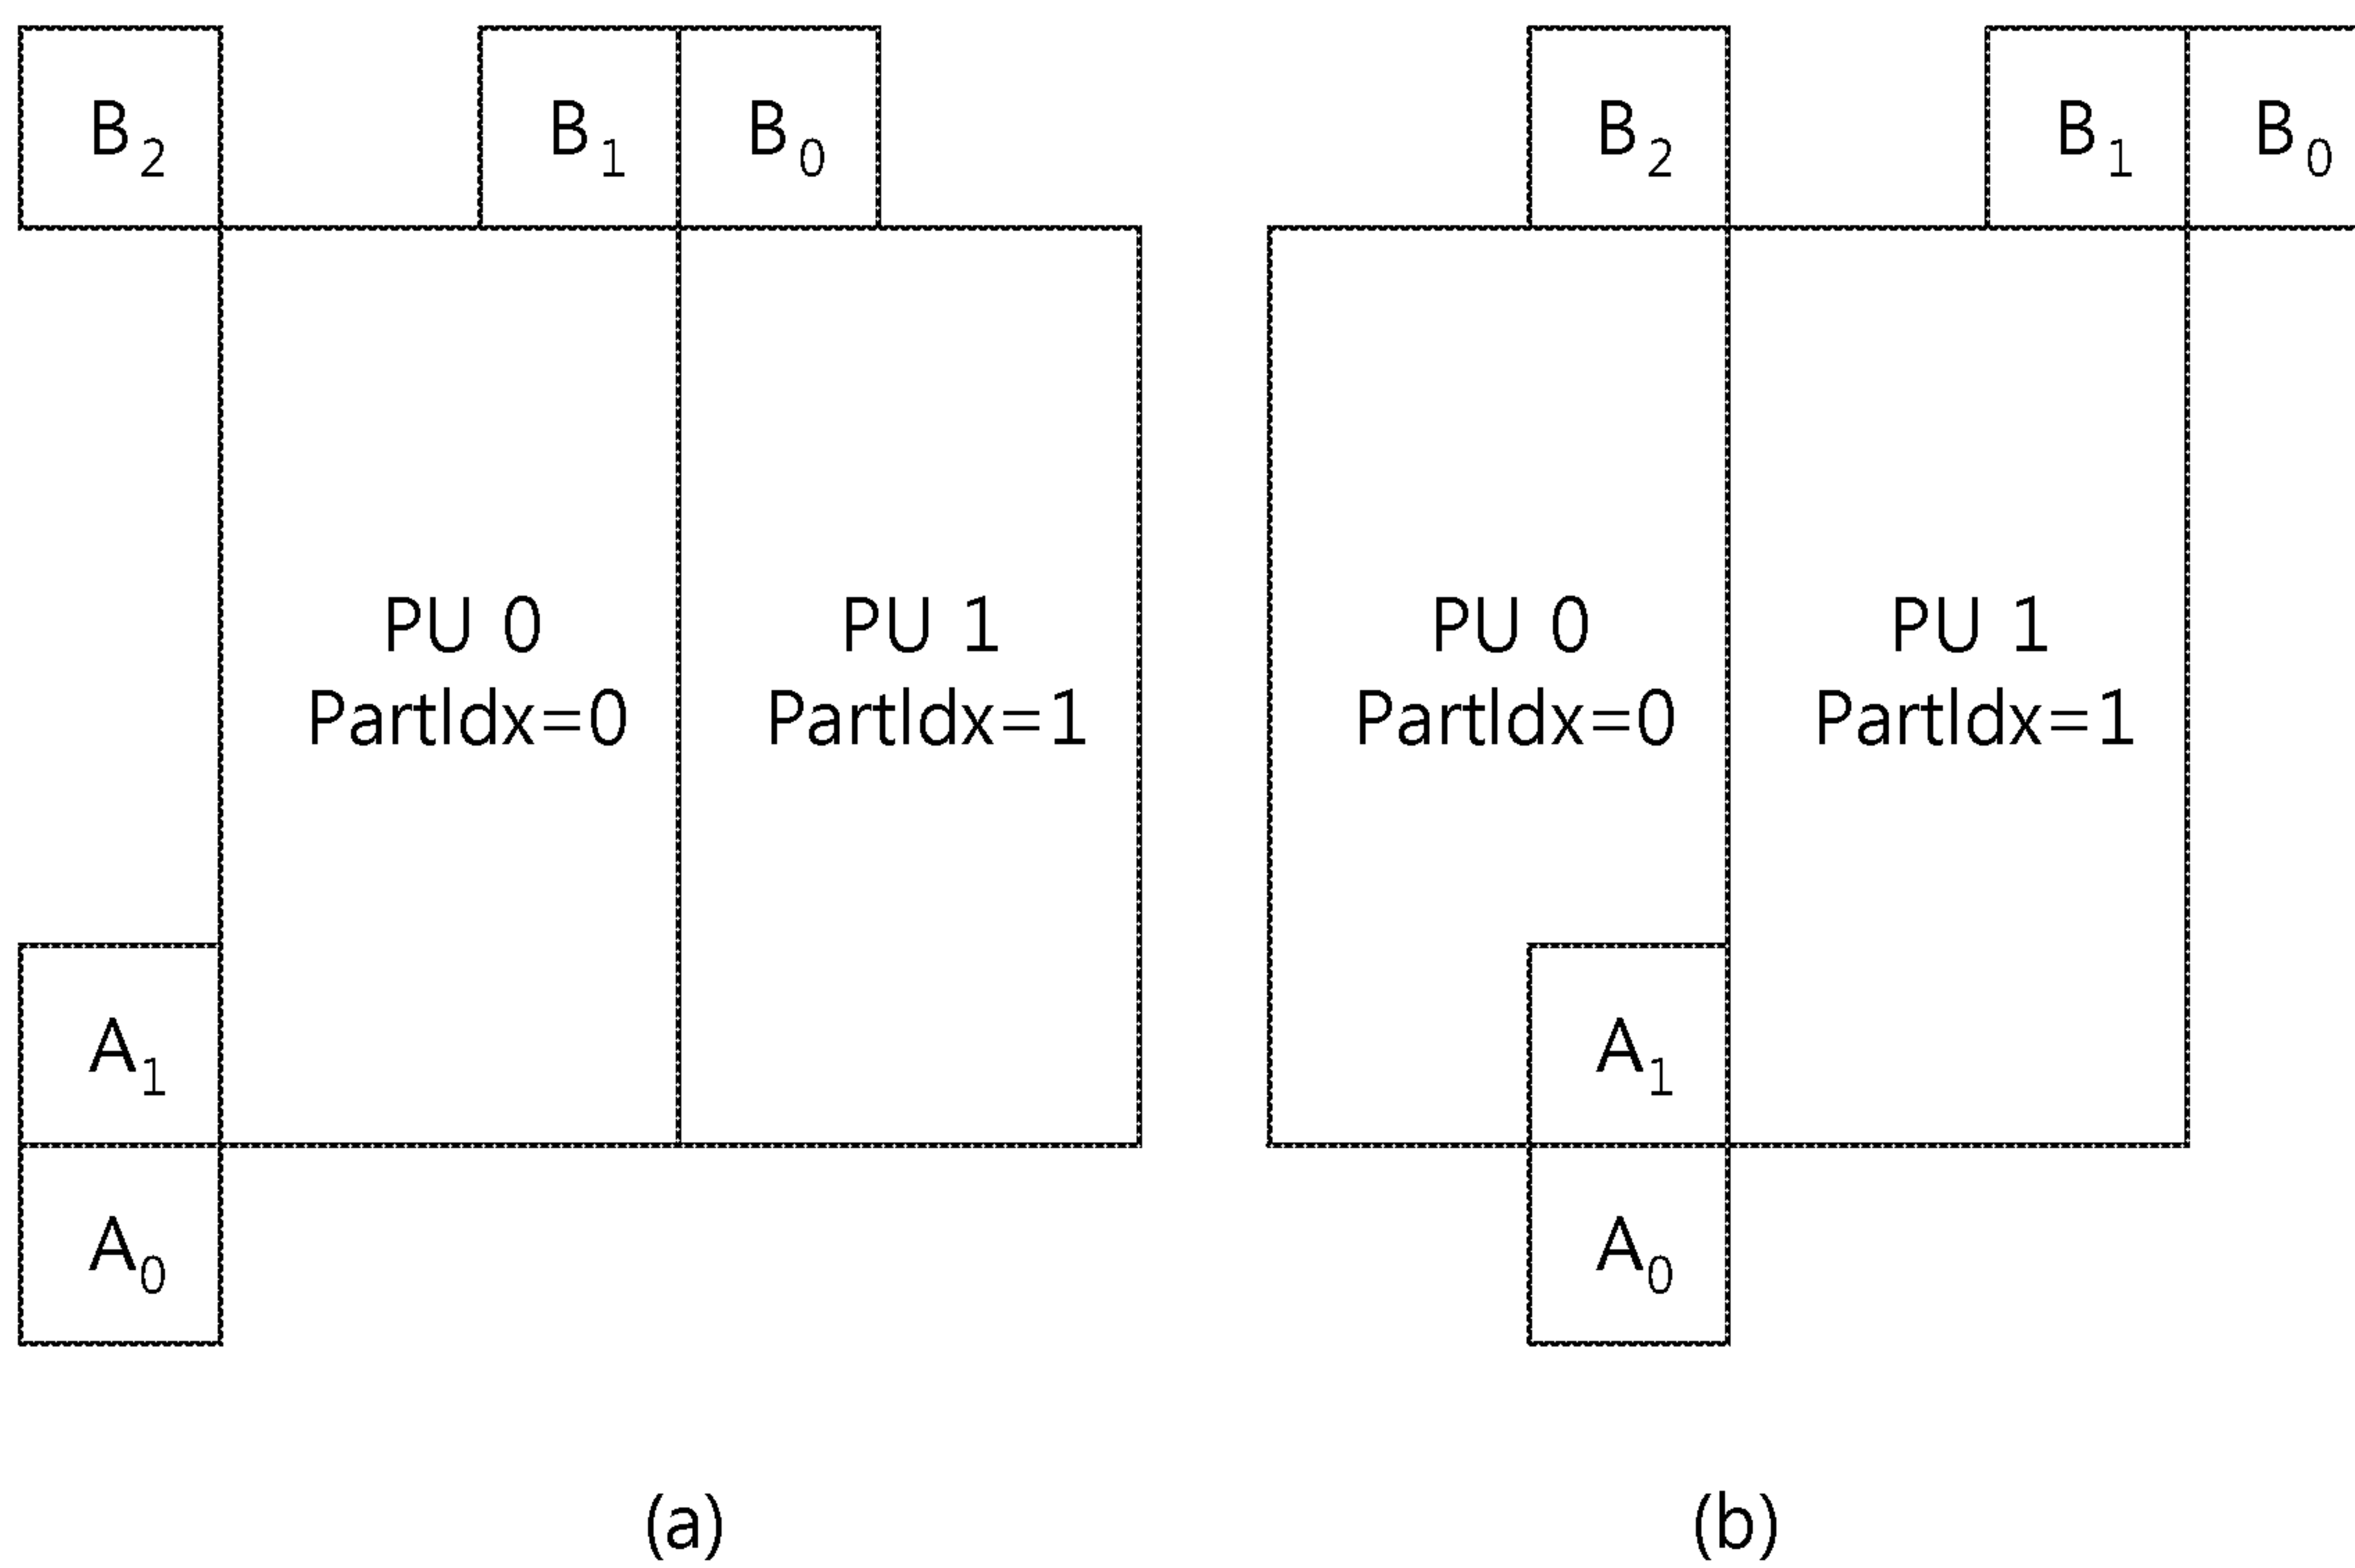 B2
B1
B0
PU 0
PartIdx=0
PU 1
PartIdx=1
A1
A0
(a)
B2
B1
B0
PU 0
PartIdx=0
PU 1
PartIdx=1
A1
A0
(b)